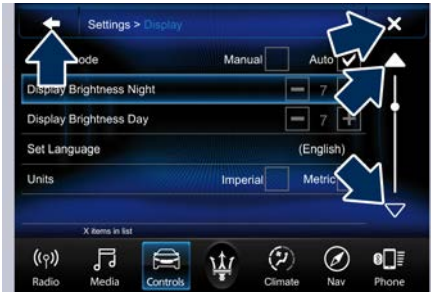 Settings > Display
ode Manual Auto
Display Brightness Night 7
Display Brightness Day 7
Set Language (English)
Units Imperial Metric
X items in list
Radio Media Controls Climate Nav Phone